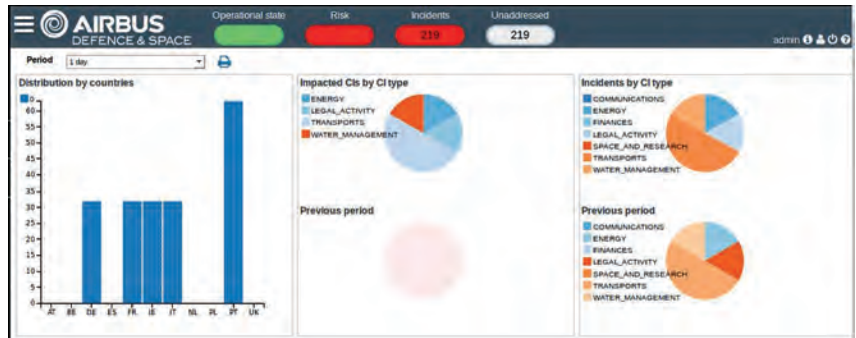 AIRBUS
DEFENCE & SPACE
Operational state
Risk
Incidents
219
Unaddressed
219
admin
Period
1 day
Distribution by countries
0
60
55
50
45
40
35
30
25
20
15
10
5
0
AT BE DE ES FR IE IT NL PL PT UK
Impacted CIs by CI type
ENERGY
LEGAL_ACTIVITY
TRANSPORTS
WATER_MANAGEMENT
Previous period
Incidents by CI type
COMMUNICATIONS
ENERGY
FINANCES
LEGAL_ACTIVITY
SPACE_AND_RESEARCH
TRANSPORTS
WATER_MANAGEMENT
Previous period
COMMUNICATIONS
ENERGY
FINANCES
LEGAL_ACTIVITY
SPACE_AND_RESEARCH
TRANSPORTS
WATER_MANAGEMENT